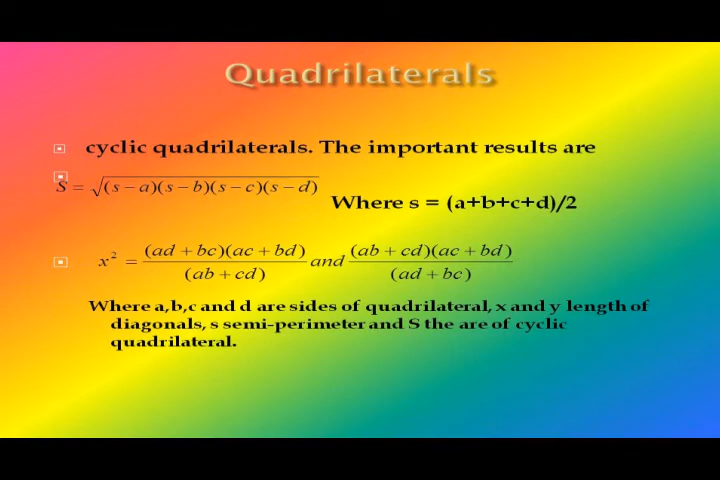 Quadrilaterals
cyclic quadrilaterals. The important results are
S = √(s − a)(s − b)(s − c)(s − d)
Where s = (a+b+c+d)/2
x² = (ad + bc)(ac + bd) / (ab + cd) and (ab + cd)(ac + bd) / (ad + bc)
Where a,b,c and d are sides of quadrilateral, x and y length of
diagonals, s semi-perimeter and S the are of cyclic
quadrilateral.